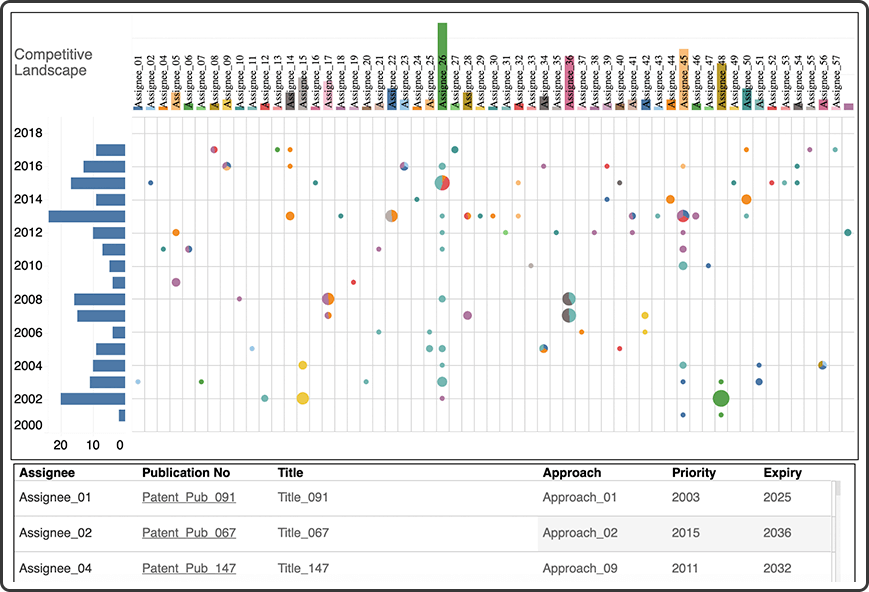 Competitive
Landscape
Assignee_01
Assignee_02
Assignee_04
Assignee_05
Assignee_06
Assignee_07
Assignee_08
Assignee_09
Assignee_10
Assignee_11
Assignee_12
Assignee_13
Assignee_14
Assignee_15
Assignee_16
Assignee_17
Assignee_18
Assignee_19
Assignee_20
Assignee_21
Assignee_22
Assignee_23
Assignee_24
Assignee_25
Assignee_26
Assignee_27
Assignee_28
Assignee_29
Assignee_30
Assignee_31
Assignee_32
Assignee_33
Assignee_34
Assignee_35
Assignee_36
Assignee_37
Assignee_38
Assignee_39
Assignee_40
Assignee_41
Assignee_42
Assignee_43
Assignee_44
Assignee_45
Assignee_46
Assignee_47
Assignee_48
Assignee_49
Assignee_50
Assignee_51
Assignee_52
Assignee_53
Assignee_54
Assignee_55
Assignee_56
Assignee_57
2018
2016
2014
2012
2010
2008
2006
2004
2002
2000
20 10 0
Assignee Publication No Title Approach Priority Expiry
Assignee_01 Patent_Pub_091 Title_091 Approach_01 2003 2025
Assignee_02 Patent_Pub_067 Title_067 Approach_02 2015 2036
Assignee_04 Patent_Pub_147 Title_147 Approach_09 2011 2032